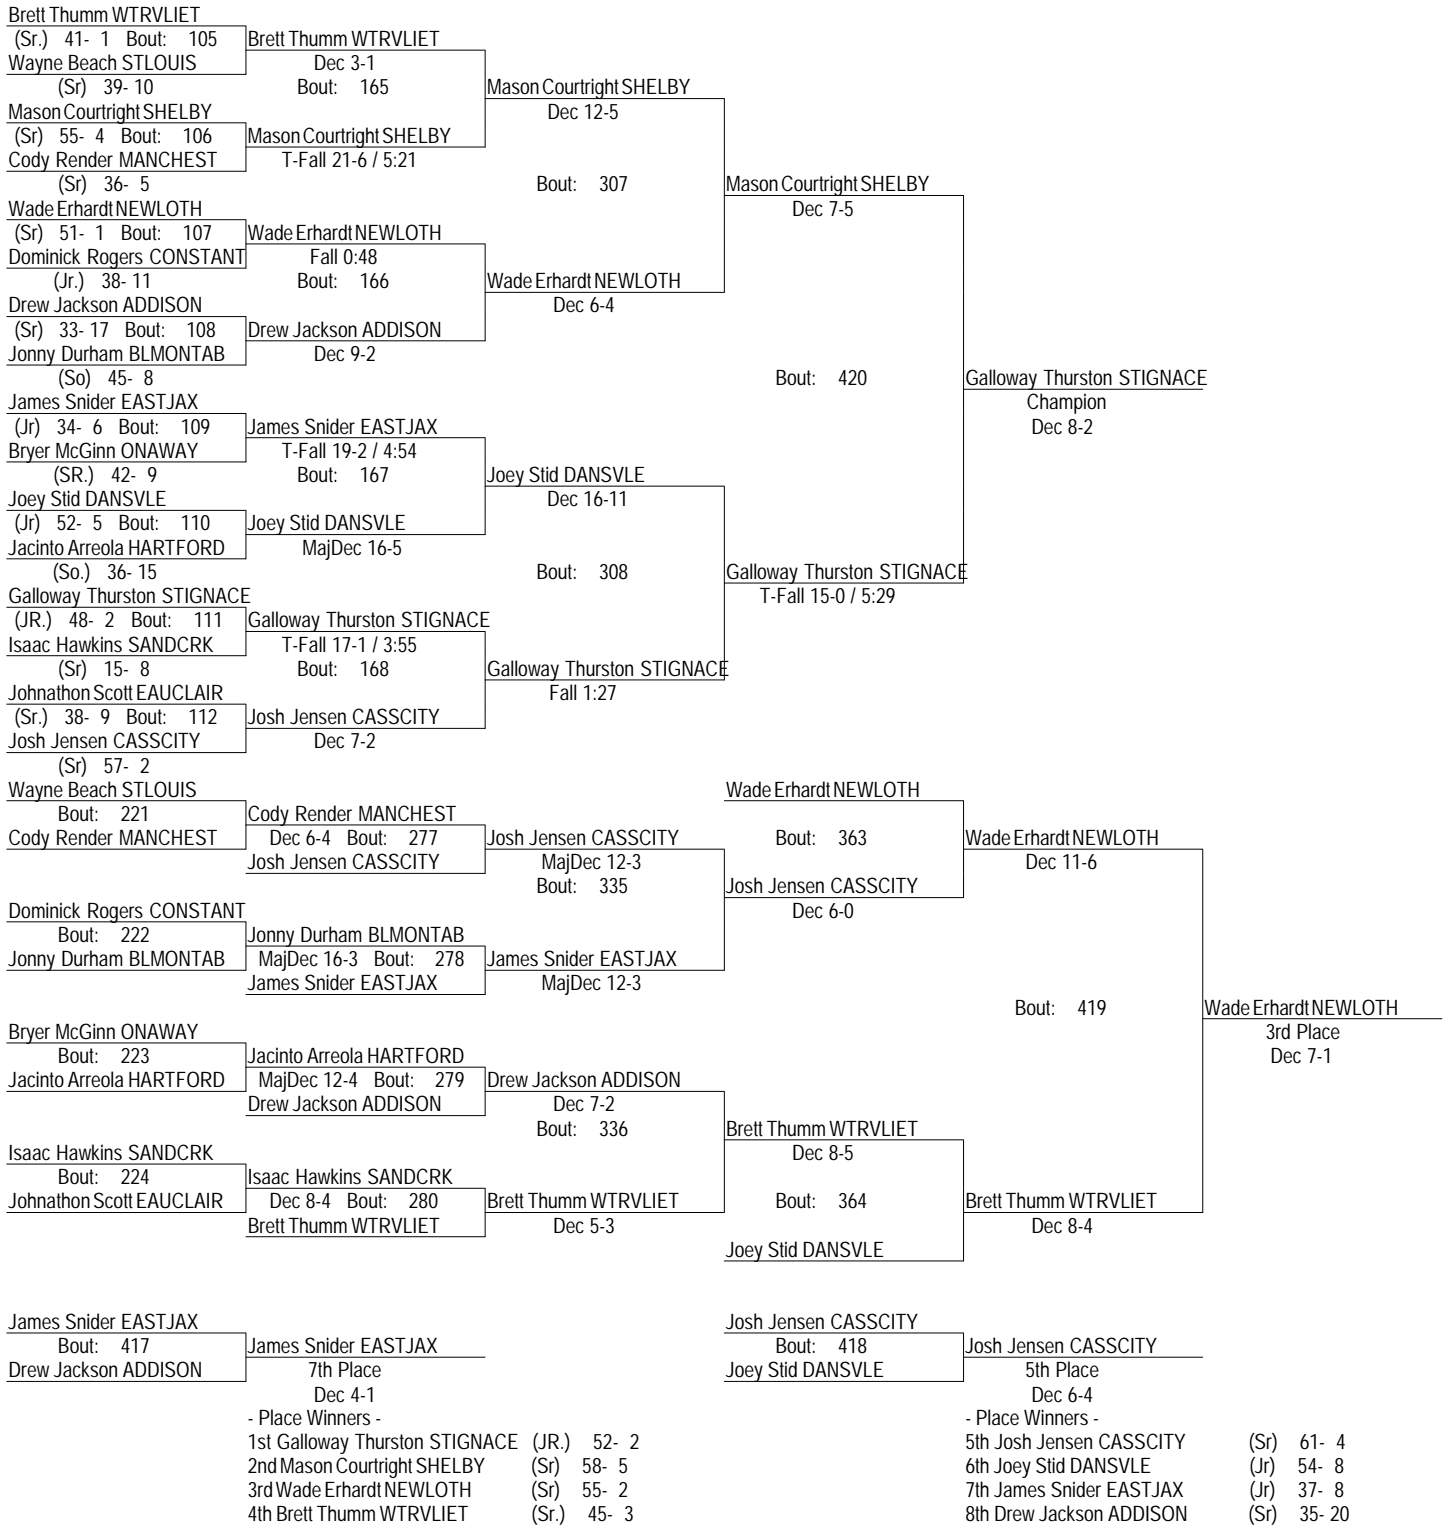 Brett Thumm WTRVLIET
(Sr.) 41- 1 Bout: 105 Brett Thumm WTRVLIET
Wayne Beach STLOUIS Dec 3-1
(Sr) 39- 10 Bout: 165 Mason Courtright SHELBY
Mason Courtright SHELBY Dec 12-5
(Sr) 55- 4 Bout: 106 Mason Courtright SHELBY
Cody Render MANCHEST T-Fall 21-6 / 5:21
(Sr) 36- 5 Bout: 307 Mason Courtright SHELBY
Wade Erhardt NEWLOTH Dec 7-5
(Sr) 51- 1 Bout: 107 Wade Erhardt NEWLOTH
Dominick Rogers CONSTANT Fall 0:48
(Jr.) 38- 11 Bout: 166 Wade Erhardt NEWLOTH
Drew Jackson ADDISON Dec 6-4
(Sr) 33- 17 Bout: 108 Drew Jackson ADDISON
Jonny Durham BLMONTAB Dec 9-2
(So) 45- 8 Bout: 420 Galloway Thurston STIGNACE
James Snider EASTJAX Champion
(Jr) 34- 6 Bout: 109 James Snider EASTJAX Dec 8-2
Bryer McGinn ONAWAY T-Fall 19-2 / 4:54
(SR.) 42- 9 Bout: 167 Joey Stid DANSVLE
Joey Stid DANSVLE Dec 16-11
(Jr) 52- 5 Bout: 110 Joey Stid DANSVLE
Jacinto Arreola HARTFORD MajDec 16-5
(So.) 36- 15 Bout: 308 Galloway Thurston STIGNACE
Galloway Thurston STIGNACE T-Fall 15-0 / 5:29
(JR.) 48- 2 Bout: 111 Galloway Thurston STIGNACE
Isaac Hawkins SANDCRK T-Fall 17-1 / 3:55
(Sr) 15- 8 Bout: 168 Galloway Thurston STIGNACE
Johnathon Scott EAUCLAIR Fall 1:27
(Sr.) 38- 9 Bout: 112 Josh Jensen CASSCITY
Josh Jensen CASSCITY Dec 7-2
(Sr) 57- 2
Wayne Beach STLOUIS Wade Erhardt NEWLOTH
Bout: 221 Cody Render MANCHEST
Cody Render MANCHEST Dec 6-4 Bout: 277 Josh Jensen CASSCITY Bout: 363 Wade Erhardt NEWLOTH
Josh Jensen CASSCITY MajDec 12-3 Dec 11-6
Bout: 335 Josh Jensen CASSCITY
Dominick Rogers CONSTANT Dec 6-0
Bout: 222 Jonny Durham BLMONTAB
Jonny Durham BLMONTAB MajDec 16-3 Bout: 278 James Snider EASTJAX
James Snider EASTJAX MajDec 12-3
Bout: 419 Wade Erhardt NEWLOTH
Bryer McGinn ONAWAY 3rd Place
Bout: 223 Jacinto Arreola HARTFORD Dec 7-1
Jacinto Arreola HARTFORD MajDec 12-4 Bout: 279 Drew Jackson ADDISON
Drew Jackson ADDISON Dec 7-2
Bout: 336 Brett Thumm WTRVLIET
Isaac Hawkins SANDCRK Dec 8-5
Bout: 224 Isaac Hawkins SANDCRK
Johnathon Scott EAUCLAIR Dec 8-4 Bout: 280 Brett Thumm WTRVLIET Bout: 364 Brett Thumm WTRVLIET
Brett Thumm WTRVLIET Dec 5-3 Dec 8-4
Joey Stid DANSVLE
James Snider EASTJAX Josh Jensen CASSCITY
Bout: 417 James Snider EASTJAX Bout: 418 Josh Jensen CASSCITY
Drew Jackson ADDISON 7th Place Joey Stid DANSVLE 5th Place
Dec 4-1 Dec 6-4
- Place Winners - - Place Winners -
1st Galloway Thurston STIGNACE (JR.) 52- 2 5th Josh Jensen CASSCITY (Sr) 61- 4
2nd Mason Courtright SHELBY (Sr) 58- 5 6th Joey Stid DANSVLE (Jr) 54- 8
3rd Wade Erhardt NEWLOTH (Sr) 55- 2 7th James Snider EASTJAX (Jr) 37- 8
4th Brett Thumm WTRVLIET (Sr.) 45- 3 8th Drew Jackson ADDISON (Sr) 35- 20